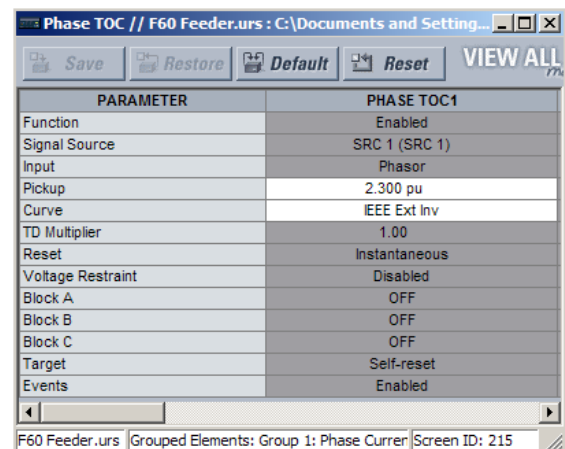 Phase TOC // F60 Feeder.urs : C:\Documents and Setting...
Save Restore Default Reset VIEW ALL
PARAMETER PHASE TOC1
Function Enabled
Signal Source SRC 1 (SRC 1)
Input Phasor
Pickup 2.300 pu
Curve IEEE Ext Inv
TD Multiplier 1.00
Reset Instantaneous
Voltage Restraint Disabled
Block A OFF
Block B OFF
Block C OFF
Target Self-reset
Events Enabled
F60 Feeder.urs Grouped Elements: Group 1: Phase Currer Screen ID: 215